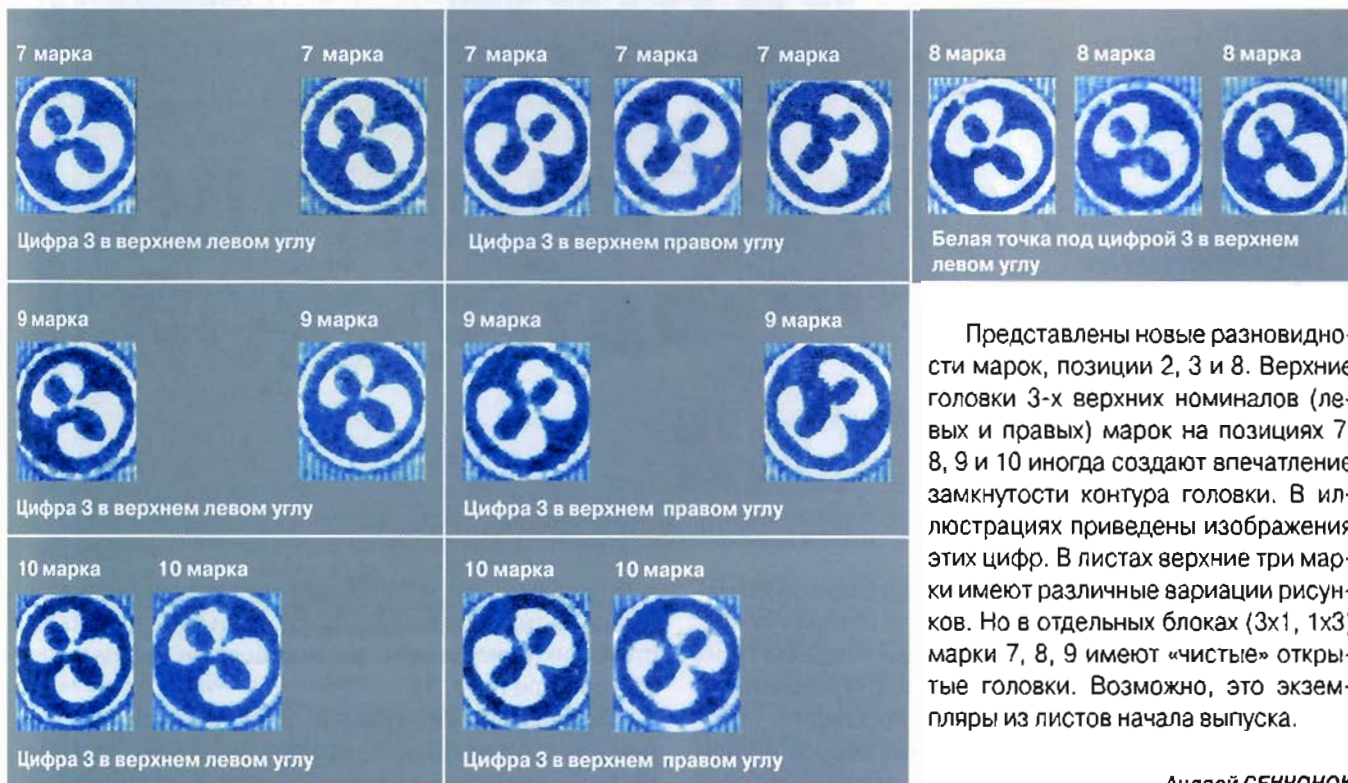 7 марка 7 марка
Цифра 3 в верхнем левом углу
7 марка 7 марка 7 марка
Цифра 3 в верхнем правом углу
8 марка 8 марка 8 марка
Белая точка под цифрой 3 в верхнем
левом углу
9 марка 9 марка
Цифра 3 в верхнем левом углу
9 марка 9 марка
Цифра 3 в верхнем правом углу
10 марка 10 марка
Цифра 3 в верхнем левом углу
10 марка 10 марка
Цифра 3 в верхнем правом углу
Представлены новые разновидно-
сти марок, позиции 2, 3 и 8. Верхние
головки 3-х верхних номиналов (ле-
вых и правых) марок на позициях 7,
8, 9 и 10 иногда создают впечатление
замкнутости контура головки. В ил-
люстрациях приведены изображения
этих цифр. В листах верхние три мар-
ки имеют различные вариации рисун-
ков. Но в отдельных блоках (3х1, 1х3)
марки 7, 8, 9 имеют «чистые» откры-
тые головки. Возможно, это экзем-
пляры из листов начала выпуска.
Андрей